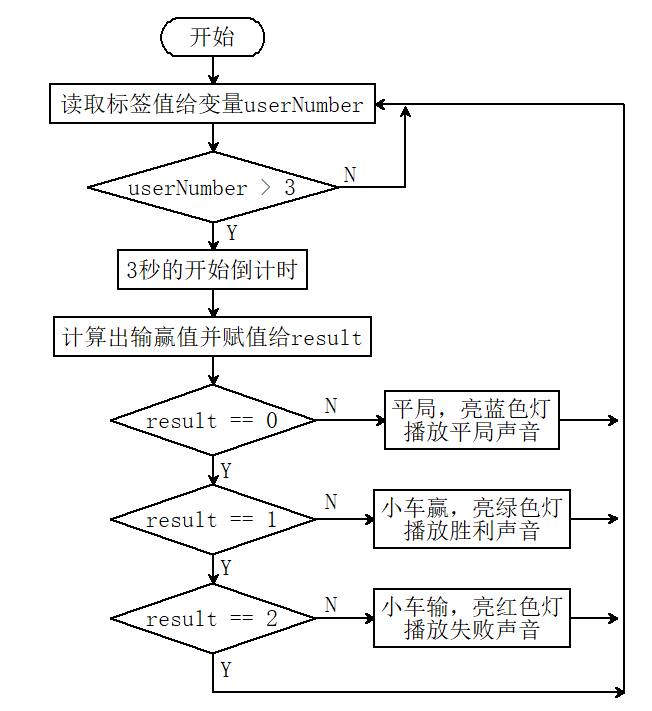 开始
读取标签值给变量userNumber
userNumber > 3
N
Y
3秒的开始倒计时
计算出输赢值并赋值给result
result == 0
N
平局，亮蓝色灯
播放平局声音
Y
result == 1
N
小车赢，亮绿色灯
播放胜利声音
Y
result == 2
N
小车输，亮红色灯
播放失败声音
Y